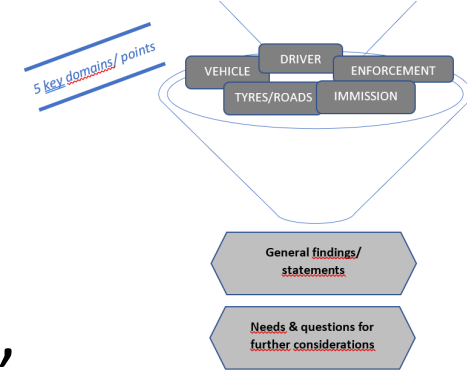 5 key domains/ points
DRIVER
VEHICLE
ENFORCEMENT
TYRES/ROADS
IMMISSION
General findings/
statements
Needs & questions for
further considerations
,